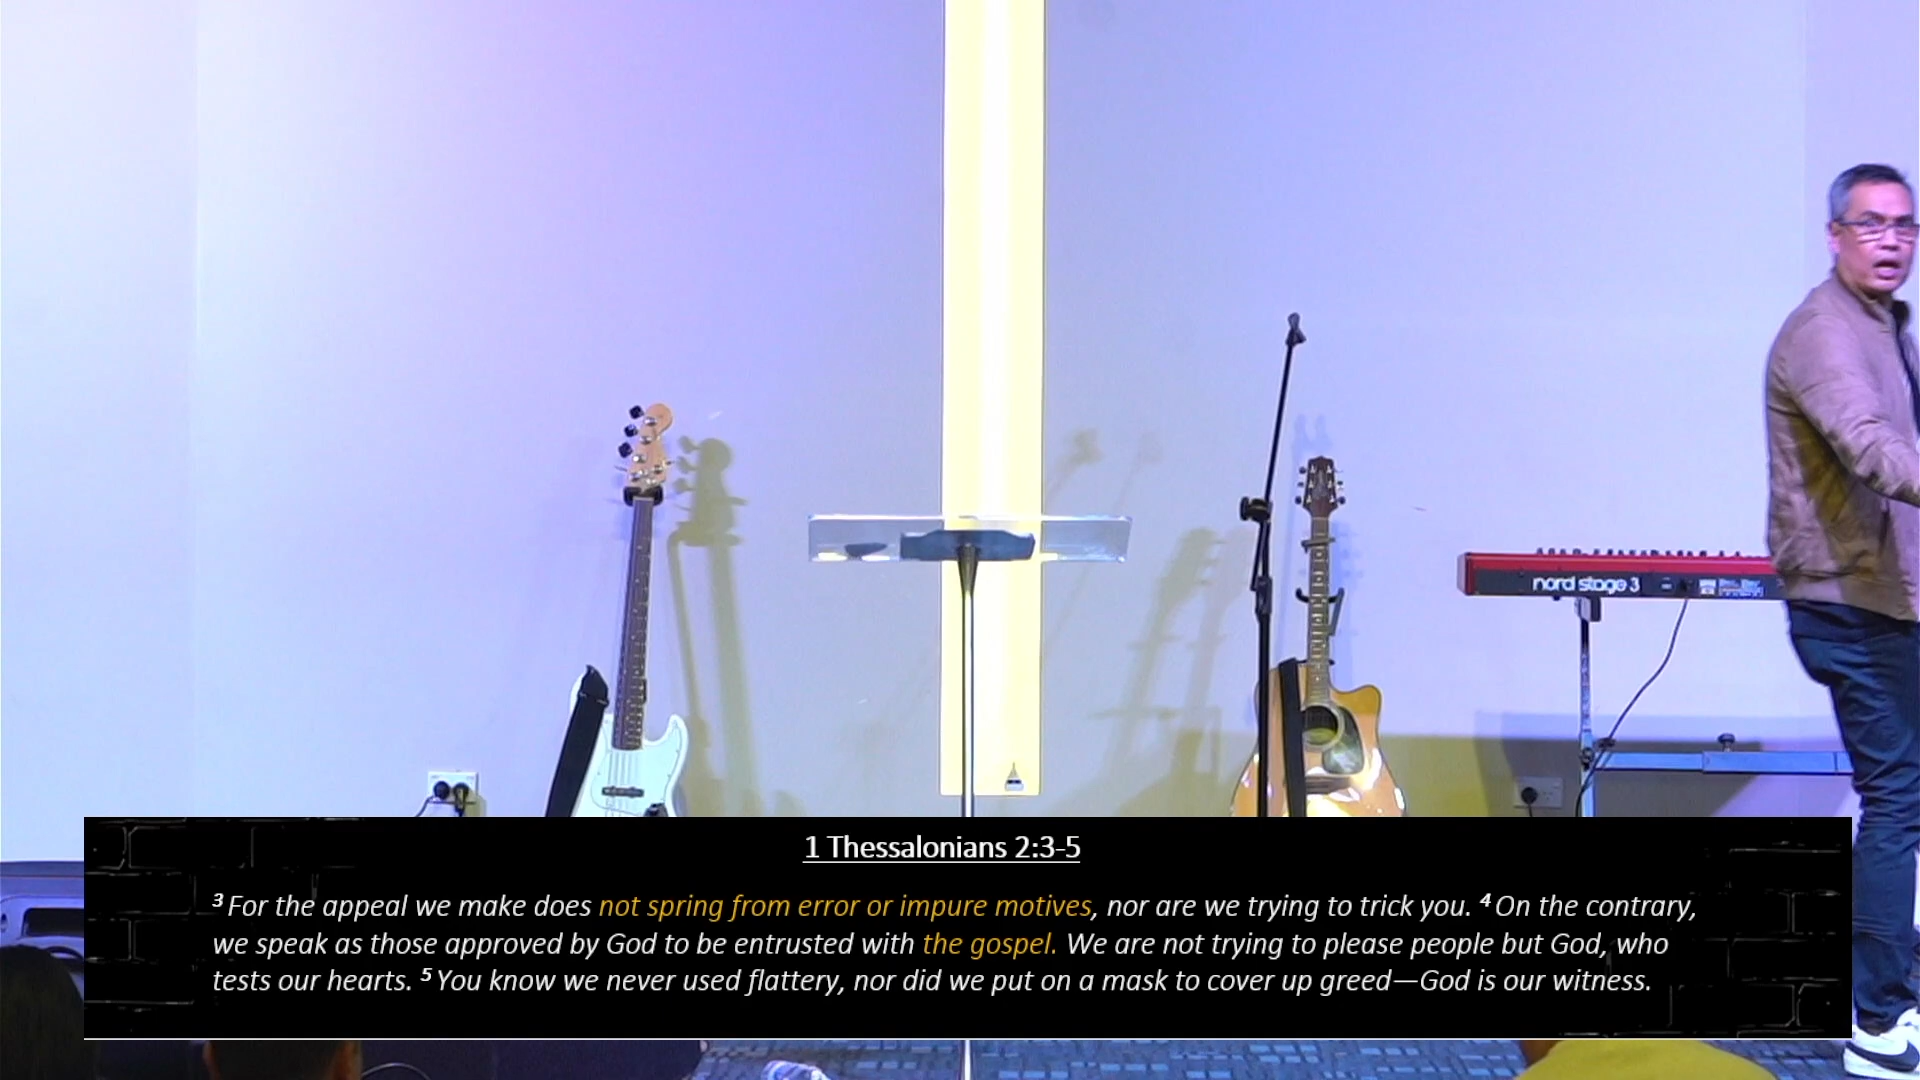 nord stage 3
1 Thessalonians 2:3-5
³ For the appeal we make does not spring from error or impure motives, nor are we trying to trick you. ⁴ On the contrary,
we speak as those approved by God to be entrusted with the gospel. We are not trying to please people but God, who
tests our hearts. ⁵ You know we never used flattery, nor did we put on a mask to cover up greed—God is our witness.